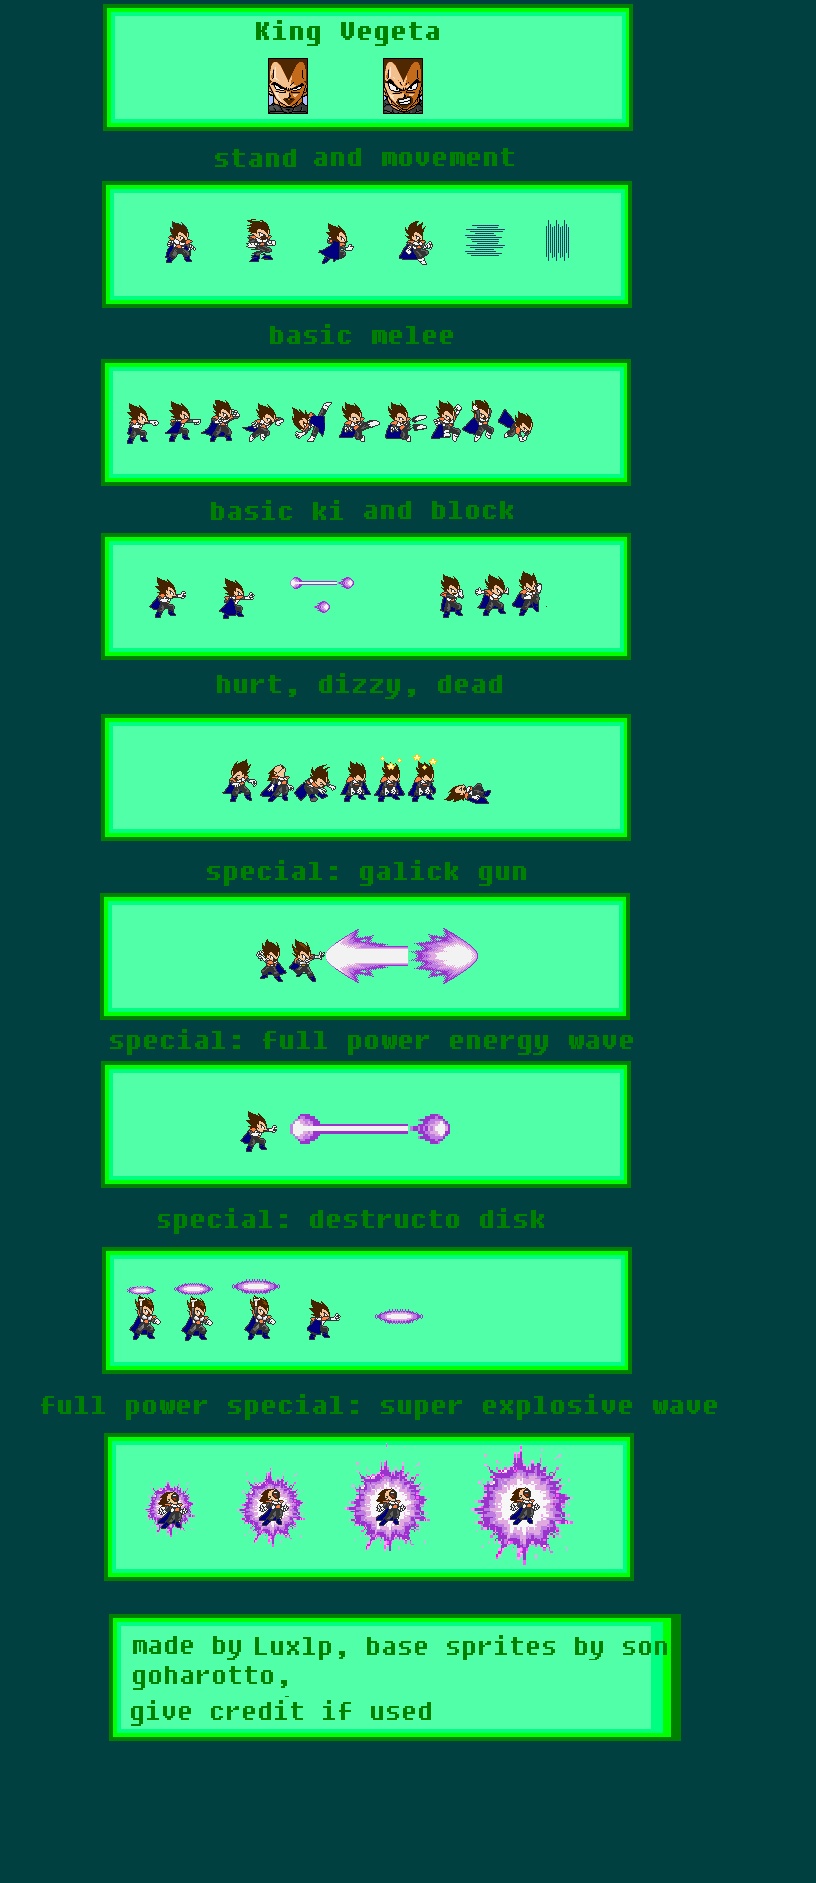 King Vegeta
stand and movement
basic melee
basic ki and block
hurt, dizzy, dead
special: galick gun
special: full power energy wave
special: destructo disk
full power special: super explosive wave
made by Luxlp, base sprites by son
goharotto,
give credit if used